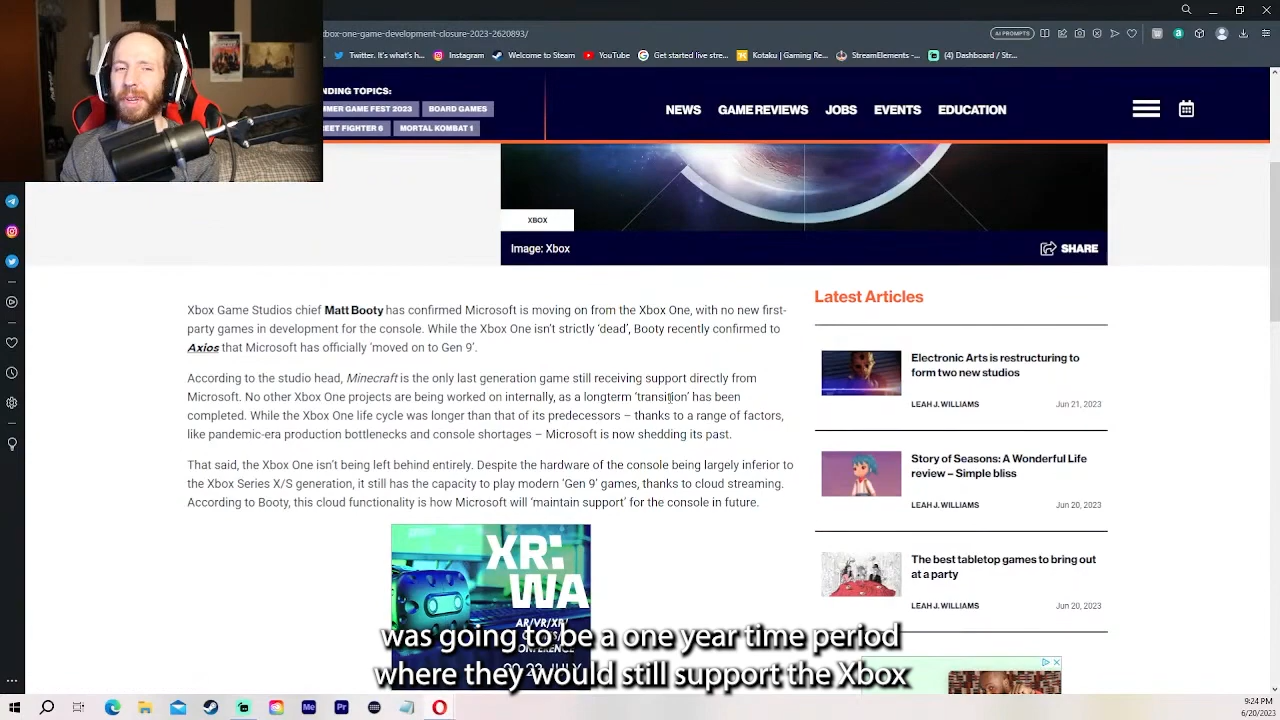 xbox-one-game-development-closure-2023-2620893/
AI PROMPTS
Twitter. It's what's h...
Instagram
Steam
Welcome to Steam
YouTube
Get started live str...
Kotaku | Gaming Re...
StreamElements -...
Dashboard | Str...
NDING TOPICS:
MER GAME FEST 2023
BOARD GAMES
EET FIGHTER 6
MORTAL KOMBAT 1
NEWS
GAME REVIEWS
JOBS
EVENTS
EDUCATION
XBOX
Image: Xbox
SHARE
Xbox Game Studios chief Matt Booty has confirmed Microsoft is moving on from the Xbox One, with no new first-
party games in development for the console. While the Xbox One isn't strictly 'dead', Booty recently confirmed to
Axios that Microsoft has officially 'moved on to Gen 9'.
According to the studio head, Minecraft is the only last generation game still receiving support directly from
Microsoft. No other Xbox One projects are being worked on internally, as a longterm 'transition' has been
completed. While the Xbox One life cycle was longer than that of its predecessors – thanks to a range of factors,
like pandemic-era production bottlenecks and console shortages – Microsoft is now shedding its past.
That said, the Xbox One isn't being left behind entirely. Despite the hardware of the console being largely inferior to
the Xbox Series X/S generation, it still has the capacity to play modern 'Gen 9' games, thanks to cloud streaming.
According to Booty, this cloud functionality is how Microsoft will 'maintain support' for the console in future.
Latest Articles
Electronic Arts is restructuring to
form two new studios
LEAH J. WILLIAMS
Jun 21, 2023
Story of Seasons: A Wonderful Life
review – Simple bliss
LEAH J. WILLIAMS
Jun 20, 2023
The best tabletop games to bring out
at a party
LEAH J. WILLIAMS
Jun 20, 2023
XR:
WA
AR/VR/XR/
was going to be a one year time period
where they would still support the Xbox
Me
Pr
9:24 PM
6/20/2023